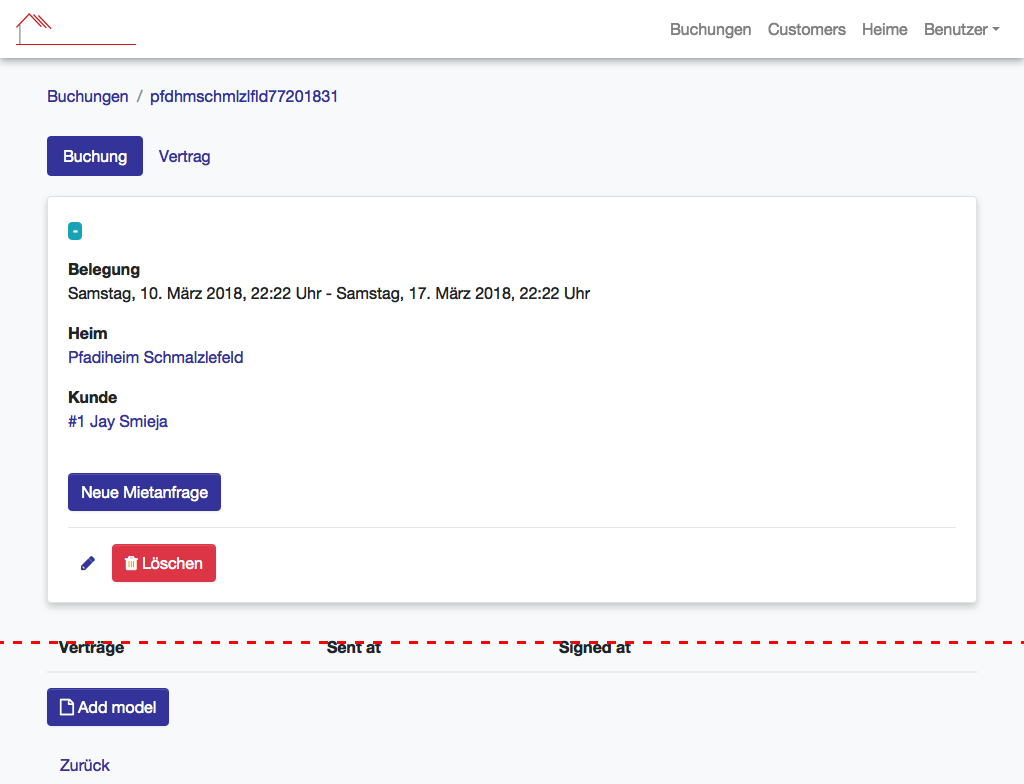 Buchungen Customers Heime Benutzer
Buchungen / pfdhmschmlzlfld77201831
Buchung Vertrag
-
Belegung
Samstag, 10. März 2018, 22:22 Uhr - Samstag, 17. März 2018, 22:22 Uhr
Heim
Pfadiheim Schmalzlefeld
Kunde
#1 Jay Smieja
Neue Mietanfrage
Löschen
Verträge Sent at Signed at
Add model
Zurück